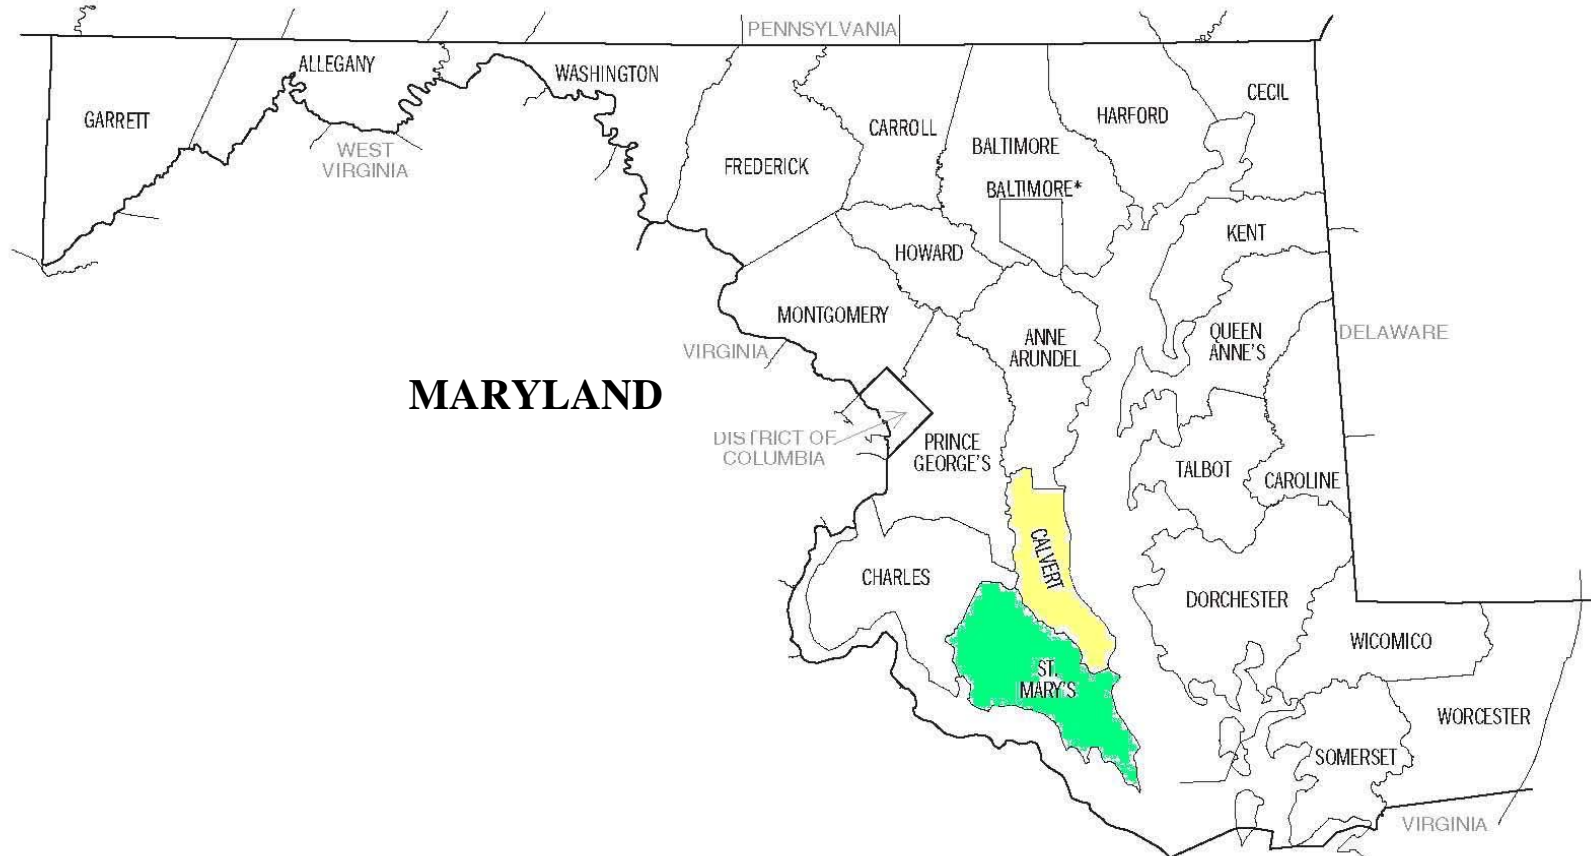 PENNSYLVANIA
ALLEGANY
WASHINGTON
GARRETT
CECIL
HARFORD
CARROLL
BALTIMORE
WEST
VIRGINIA
FREDERICK
BALTIMORE*
KENT
HOWARD
MONTGOMERY
ANNE
ARUNDEL
QUEEN
ANNE'S
DELAWARE
VIRGINIA
MARYLAND
DISTRICT OF
COLUMBIA
PRINCE
GEORGE'S
TALBOT
CAROLINE
CALVERT
CHARLES
DORCHESTER
WICOMICO
ST.
MARY'S
WORCESTER
SOMERSET
VIRGINIA